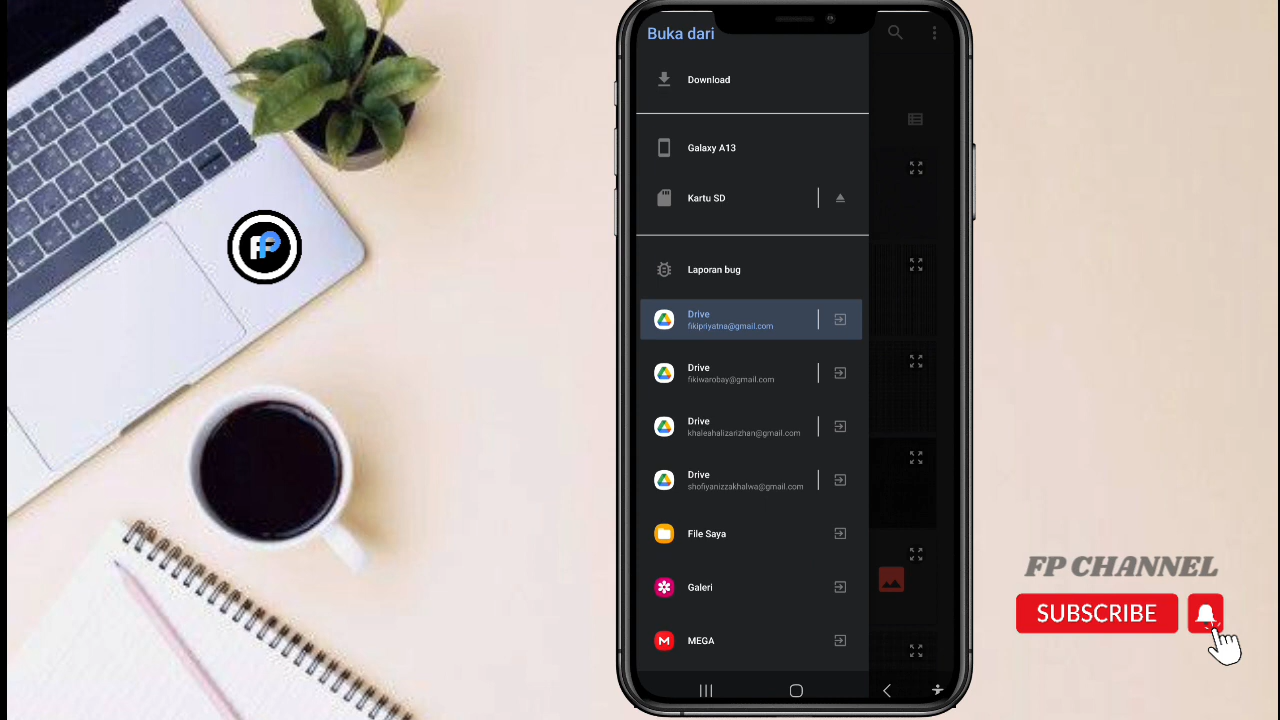 Buka dari
Download
Galaxy A13
Kartu SD
Laporan bug
Drive
fikipriyatna@gmail.com
Drive
fikiwarobay@gmail.com
Drive
khaleahalizarizhan@gmail.com
Drive
shofiyanizzakhalwa@gmail.com
File Saya
Galeri
MEGA
FP
FP CHANNEL
SUBSCRIBE